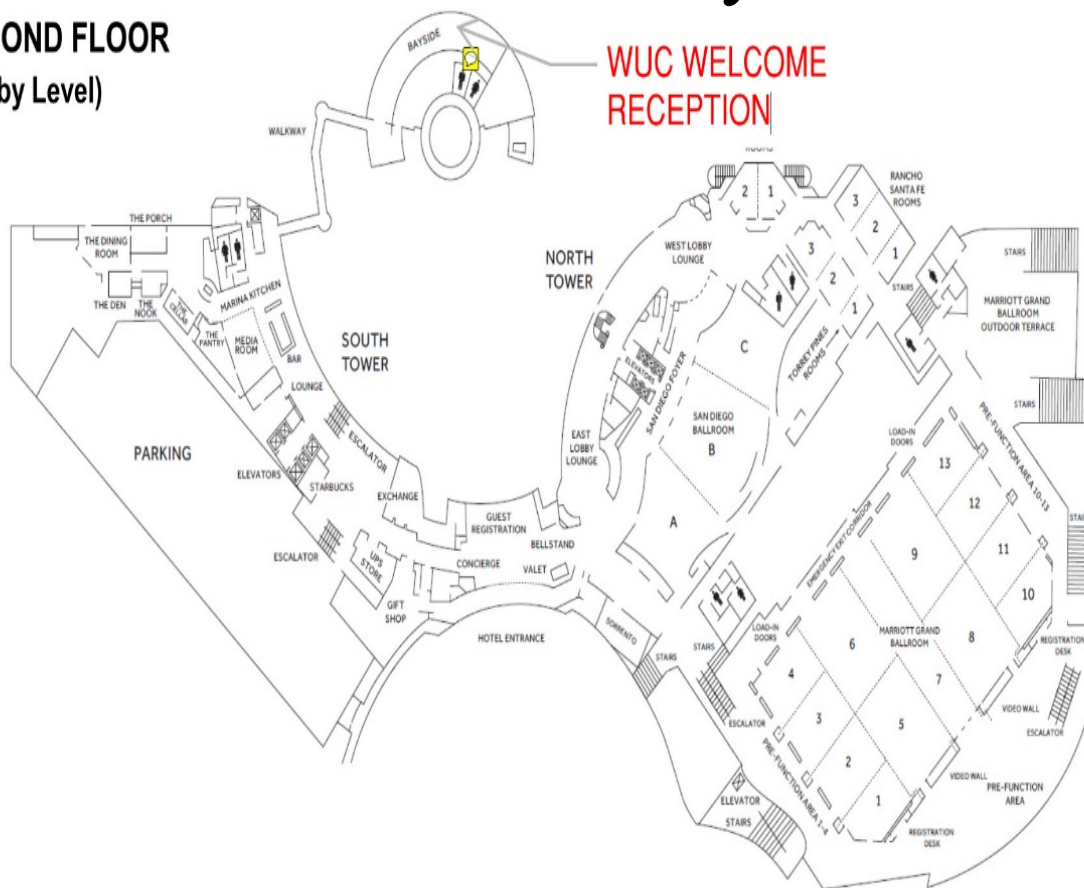 OND FLOOR
by Level)
BAYSIDE
WUC WELCOME
RECEPTION
WALKWAY
ROOMS
2
1
RANCHO
SANTA FE
ROOMS
3
2
1
THE PORCH
THE DINING
ROOM
THE DEN
THE
NOOK
THE
CELLAR
THE
PANTRY
MARINA KITCHEN
MEDIA
ROOM
BAR
LOUNGE
SOUTH
TOWER
NORTH
TOWER
WEST LOBBY
LOUNGE
3
2
1
TORREY PINES
ROOMS
STAIRS
STAIRS
MARRIOTT GRAND
BALLROOM
OUTDOOR TERRACE
STAIRS
ELEVATORS
SAN DIEGO FOYER
C
SAN DIEGO
BALLROOM
B
A
EAST
LOBBY
LOUNGE
PARKING
ESCALATOR
ELEVATORS
STARBUCKS
EXCHANGE
GUEST
REGISTRATION
BELLSTAND
CONCIERGE
VALET
ESCALATOR
UPS
STORE
GIFT
SHOP
HOTEL ENTRANCE
SORRENTO
STAIRS
STAIRS
LOAD-IN
DOORS
ESCALATOR
LOAD-IN
DOORS
EMERGENCY EXIT CORRIDOR
PRE-FUNCTION AREA 10-13
STAI
13
12
11
10
9
8
MARRIOTT GRAND
BALLROOM
7
6
5
4
3
2
1
REGISTRATION
DESK
VIDEO WALL
ESCALATOR
VIDEO WALL
PRE-FUNCTION
AREA
PRE-FUNCTION AREA 1-4
REGISTRATION
DESK
ELEVATOR
STAIRS